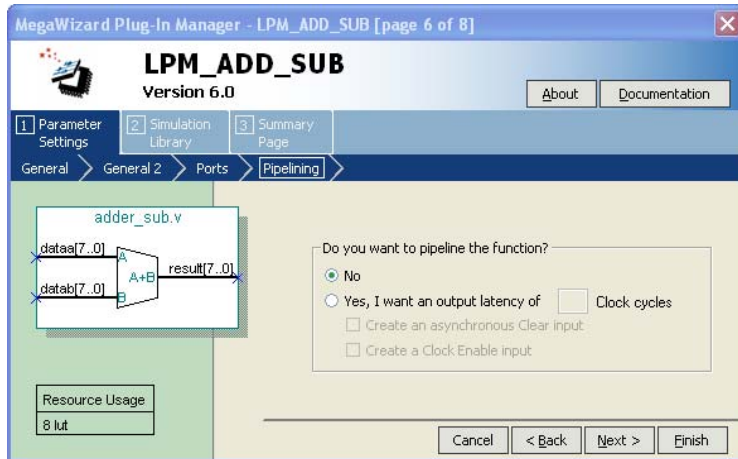 MegaWizard Plug-In Manager - LPM_ADD_SUB [page 6 of 8]
LPM_ADD_SUB
Version 6.0
About
Documentation
1 Parameter Settings
2 Simulation Library
3 Summary Page
General
General 2
Ports
Pipelining
adder_sub.v
dataa[7..0]
A
A+B
result[7..0]
datab[7..0]
B
Resource Usage
8 lut
Do you want to pipeline the function?
No
Yes, I want an output latency of Clock cycles
Create an asynchronous Clear input
Create a Clock Enable input
Cancel
< Back
Next >
Finish